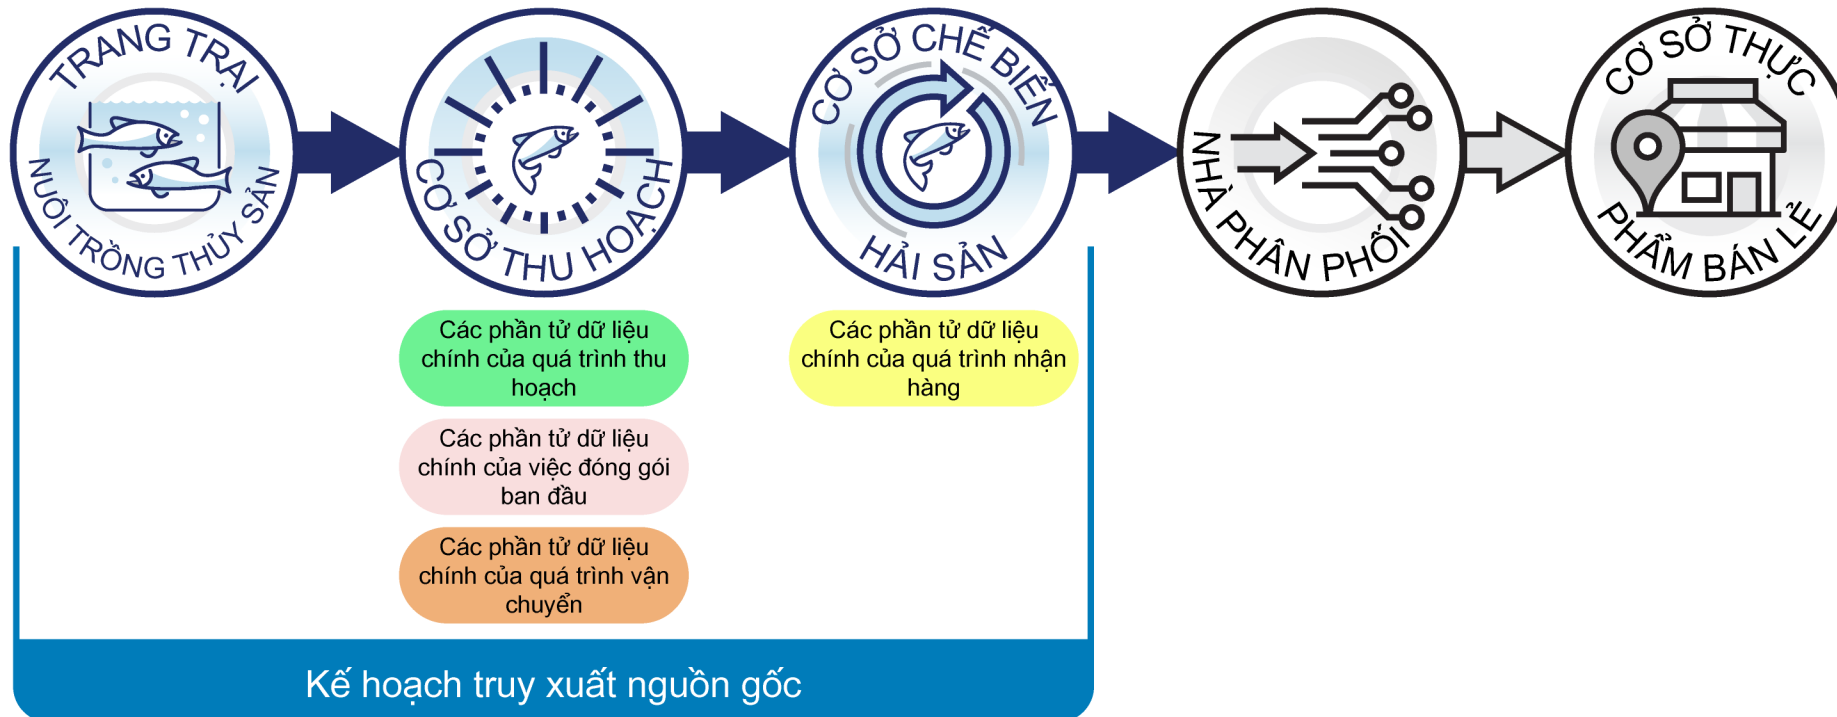 TRANG TRẠI
NUÔI TRỒNG THỦY SẢN
CƠ SỞ THU HOẠCH
CƠ SỞ CHẾ BIẾN
HẢI SẢN
NHÀ PHÂN PHỐI
CƠ SỞ THỰC
PHẨM BÁN LẺ
Các phần tử dữ liệu
chính của quá trình thu
hoạch
Các phần tử dữ liệu
chính của việc đóng gói
ban đầu
Các phần tử dữ liệu
chính của quá trình vận
chuyển
Các phần tử dữ liệu
chính của quá trình nhận
hàng
Kế hoạch truy xuất nguồn gốc